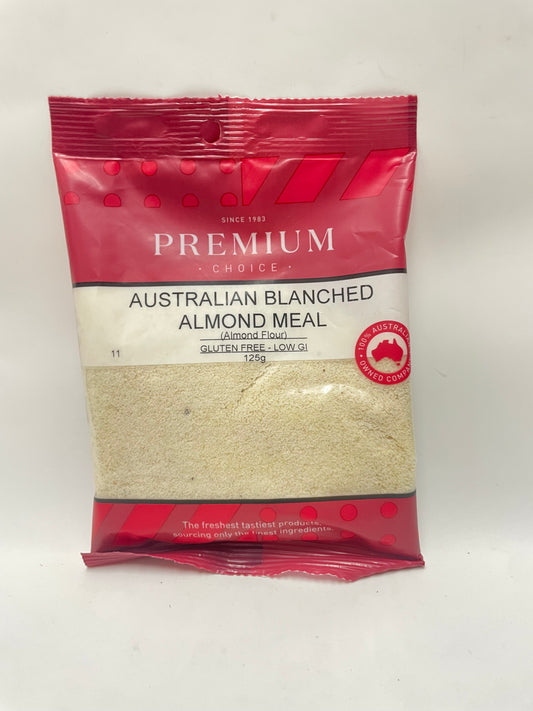 SINCE 1983
PREMIUM
· CHOICE ·
AUSTRALIAN BLANCHED
ALMOND MEAL
(Almond Flour)
GLUTEN FREE - LOW GI
125g
11
100% AUSTRALIAN
OWNED COMPANY
The freshest tastiest products,
sourcing only the finest ingredients.